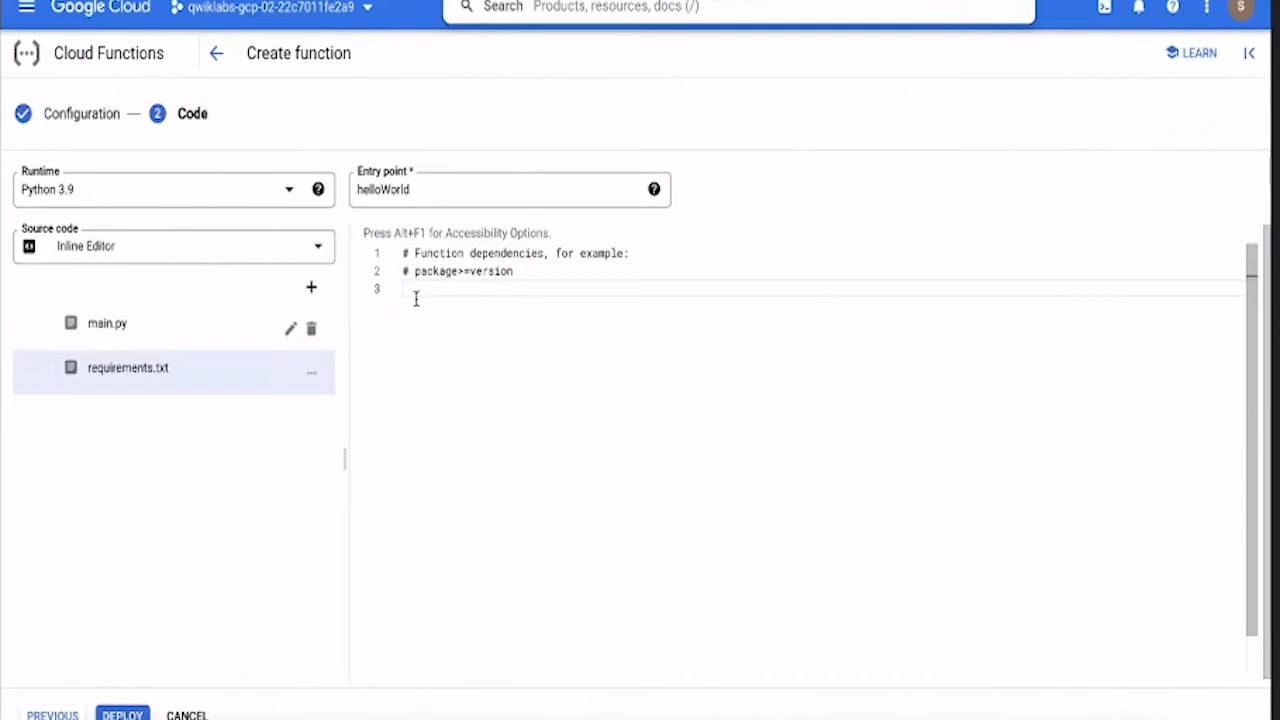 Google Cloud
qwiklabs-gcp-02-22c7011fe2a9
Search Products, resources, docs (/)
S
Cloud Functions
Create function
LEARN
Configuration — 2 Code
Runtime
Python 3.9
Entry point *
helloWorld
Source code
Inline Editor
Press Alt+F1 for Accessibility Options.
1 # Function dependencies, for example:
2 # package>=version
3
main.py
requirements.txt
PREVIOUS DEPLOY CANCEL